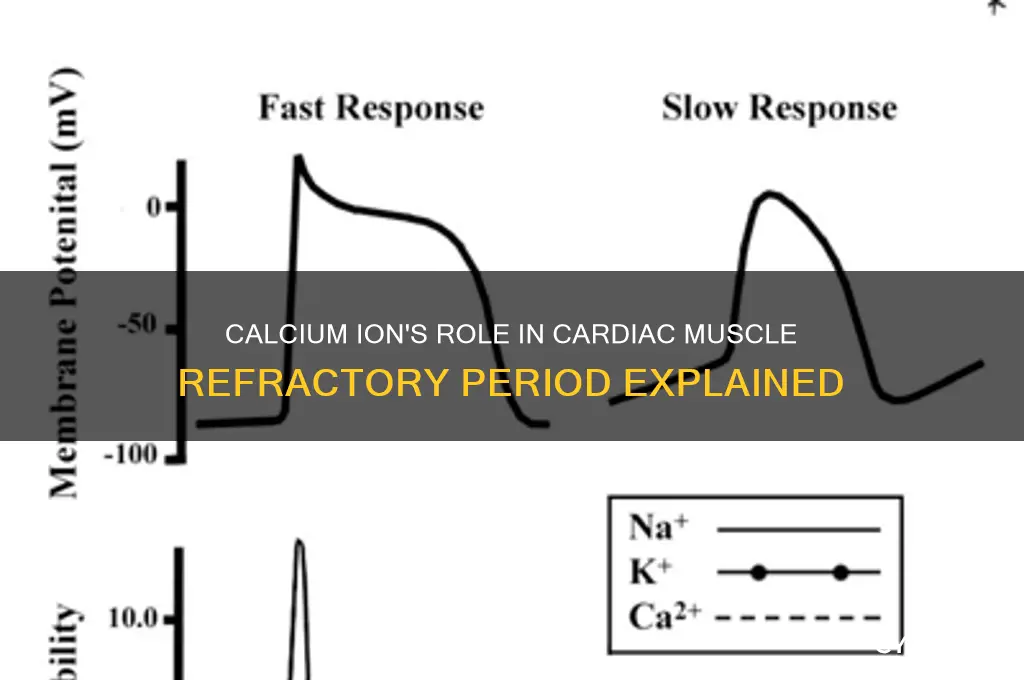 Fast Response
Slow Response
Membrane Potenital (mV)
0
-50
-100
CALCIUM ION'S ROLE IN CARDIAC MUSCLE
REFRACTORY PERIOD EXPLAINED
Na⁺
K⁺
Ca²⁺
10.0
bility